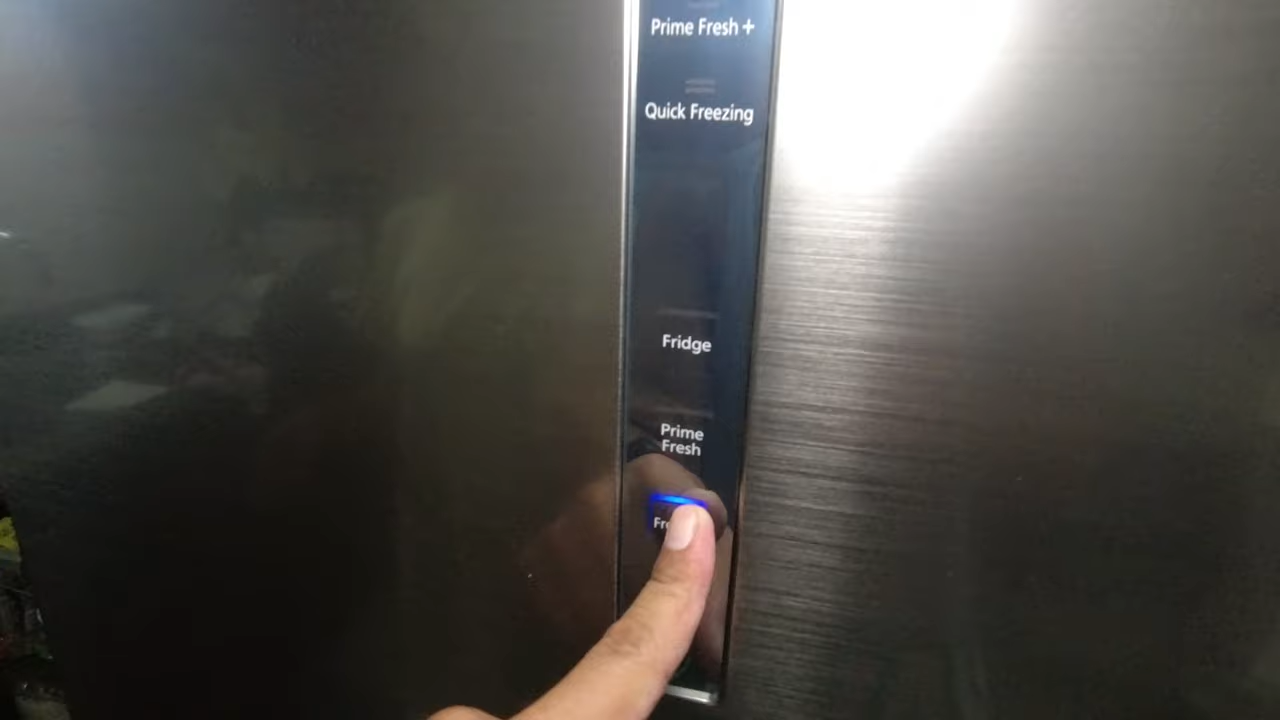 Prime Fresh +
Quick Freezing
Fridge
Prime
Fresh